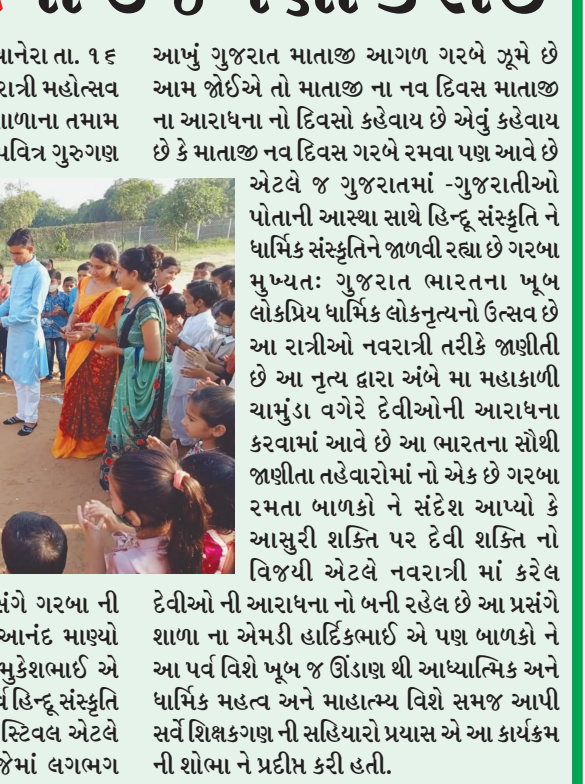 ાનેરા તા. ૧૬
રાત્રી મહોત્સવ
ાળાના તમામ
પવિત્ર ગુરુગણ
સંગે ગરબા ની
આનંદ માણ્યો
મુકેશભાઈ એ
ર્વ હિન્દૂ સંસ્કૃતિ
સ્ટિવલ એટલે
જેમાં લગભગ
આખું ગુજરાત માતાજી આગળ ગરબે ઝૂમે છે
આમ જોઈએ તો માતાજી ના નવ દિવસ માતાજી
ના આરાધના નો દિવસો કહેવાય છે એવું કહેવાય
છે કે માતાજી નવ દિવસ ગરબે રમવા પણ આવે છે
એટલે જ ગુજરાતમાં -ગુજરાતીઓ
પોતાની આસ્થા સાથે હિન્દૂ સંસ્કૃતિ ને
ધાર્મિક સંસ્કૃતિને જાળવી રહ્યા છે ગરબા
મુખ્યતઃ ગુજરાત ભારતના ખૂબ
લોકપ્રિય ધાર્મિક લોકનૃત્યનો ઉત્સવ છે
આ રાત્રીઓ નવરાત્રી તરીકે જાણીતી
છે આ નૃત્ય દ્વારા અંબે મા મહાકાળી
ચામુંડા વગેરે દેવીઓની આરાધના
કરવામાં આવે છે આ ભારતના સૌથી
જાણીતા તહેવારોમાં નો એક છે ગરબા
રમતા બાળકો ને સંદેશ આપ્યો કે
આસુરી શક્તિ પર દેવી શક્તિ નો
વિજયી એટલે નવરાત્રી માં કરેલ
દેવીઓ ની આરાધના નો બની રહેલ છે આ પ્રસંગે
શાળા ના એમડી હાર્દિકભાઈ એ પણ બાળકો ને
આ પર્વ વિશે ખૂબ જ ઊંડાણ થી આધ્યાત્મિક અને
ધાર્મિક મહત્વ અને માહાત્મ્ય વિશે સમજ આપી
સર્વે શિક્ષકગણ ની સહિયારો પ્રયાસ એ આ કાર્યક્રમ
ની શોભા ને પ્રદીપ્ત કરી હતી.